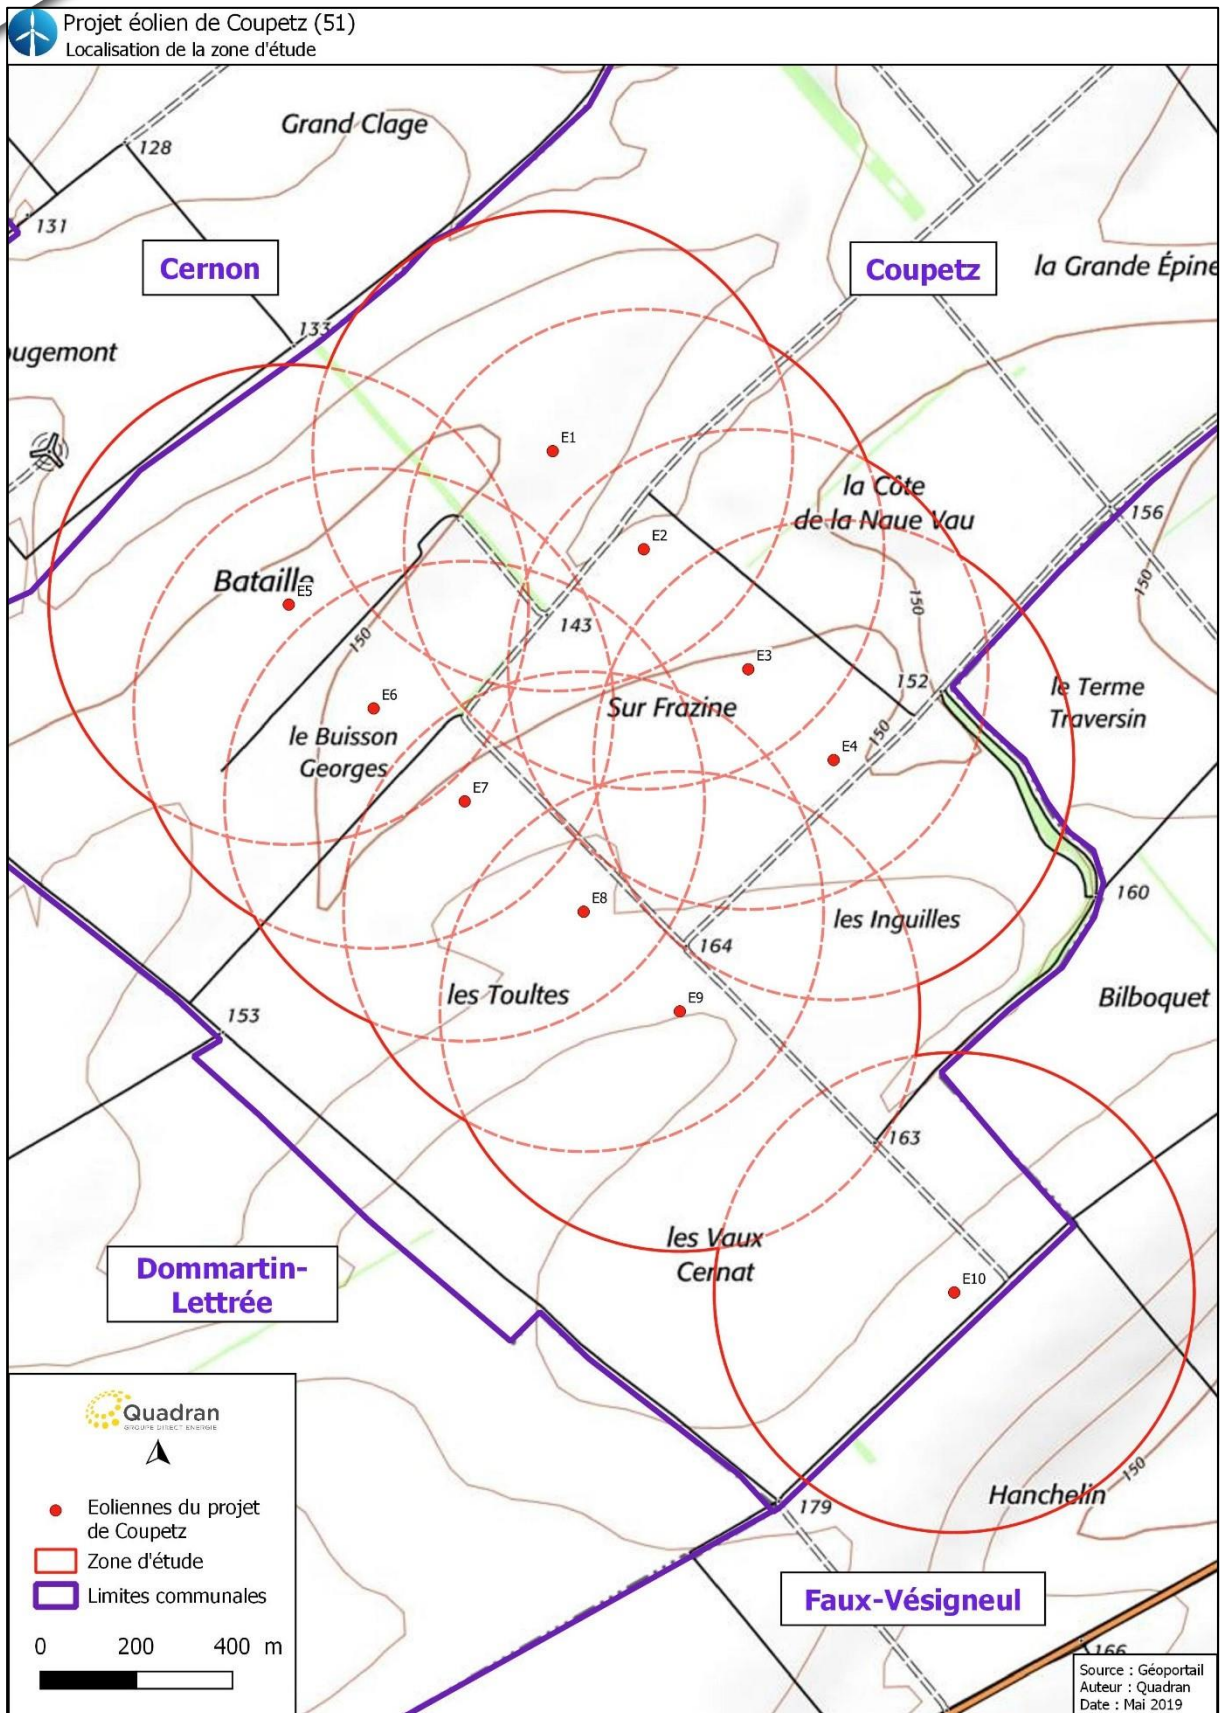 Projet éolien de Coupetz (51)
Localisation de la zone d'étude
Grand Clage
128
131
Cernon
Coupetz
la Grande Épine
133
ugemont
E1
la Côte
de la Naue Vau
156
E2
Bataille
E5
150
150
143
150
E3
152
le Terme
Traversin
E6
Sur Frazine
le Buisson
Georges
150
E4
E7
160
E8
les Inguilles
164
les Toultes
E9
Bilboquet
153
163
les Vaux
Cernat
Dommartin-
Lettrée
E10
Quadran
GROUPE DIRECT ENERGIE
150
Hanchelin
179
Eoliennes du projet
de Coupetz
Zone d'étude
Limites communales
Faux-Vésigneul
0 200 400 m
166
Source : Géoportail
Auteur : Quadran
Date : Mai 2019